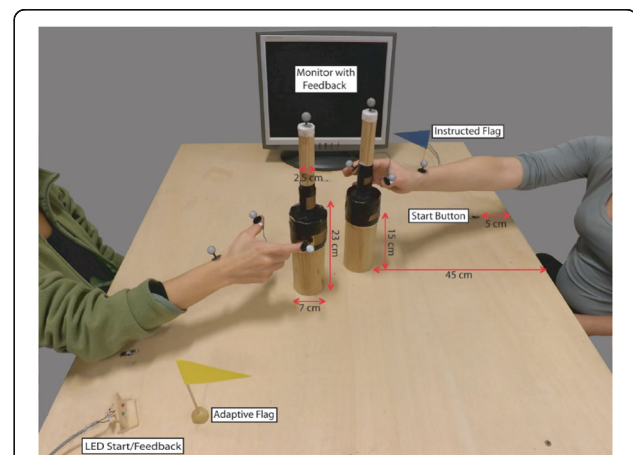 Monitor with
Feedback
Instructed Flag
2.5 cm
Start Button
5 cm
23 cm
15 cm
45 cm
7 cm
Adaptive Flag
LED Start/Feedback